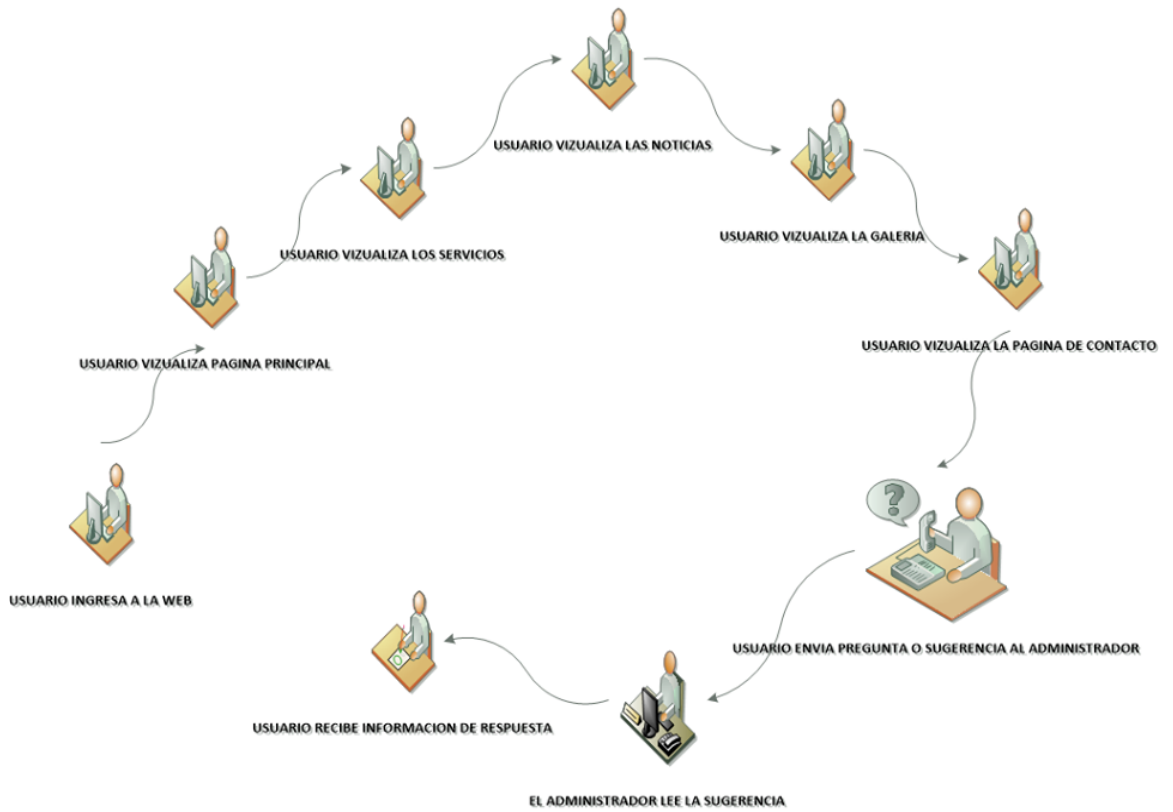 USUARIO VIZUALIZA LAS NOTICIAS
USUARIO VIZUALIZA LA GALERIA
USUARIO VIZUALIZA LOS SERVICIOS
USUARIO VIZUALIZA LA PAGINA DE CONTACTO
USUARIO VIZUALIZA PAGINA PRINCIPAL
?
USUARIO INGRESA A LA WEB
USUARIO ENVIA PREGUNTA O SUGERENCIA AL ADMINISTRADOR
USUARIO RECIBE INFORMACION DE RESPUESTA
EL ADMINISTRADOR LEE LA SUGERENCIA